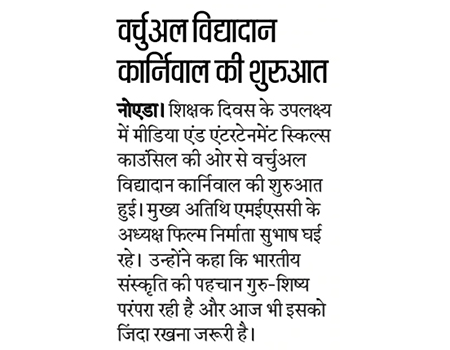 वर्चुअल विद्यादान
कार्निवाल की शुरुआत
नोएडा। शिक्षक दिवस के उपलक्ष्य
में मीडिया एंड एंटरटेनमेंट स्किल्स
काउंसिल की ओर से वर्चुअल
विद्यादान कार्निवाल की शुरुआत
हुई। मुख्य अतिथि एमईएससी के
अध्यक्ष फिल्म निर्माता सुभाष घई
रहे। उन्होंने कहा कि भारतीय
संस्कृति की पहचान गुरु-शिष्य
परंपरा रही है और आज भी इसको
जिंदा रखना जरूरी है।